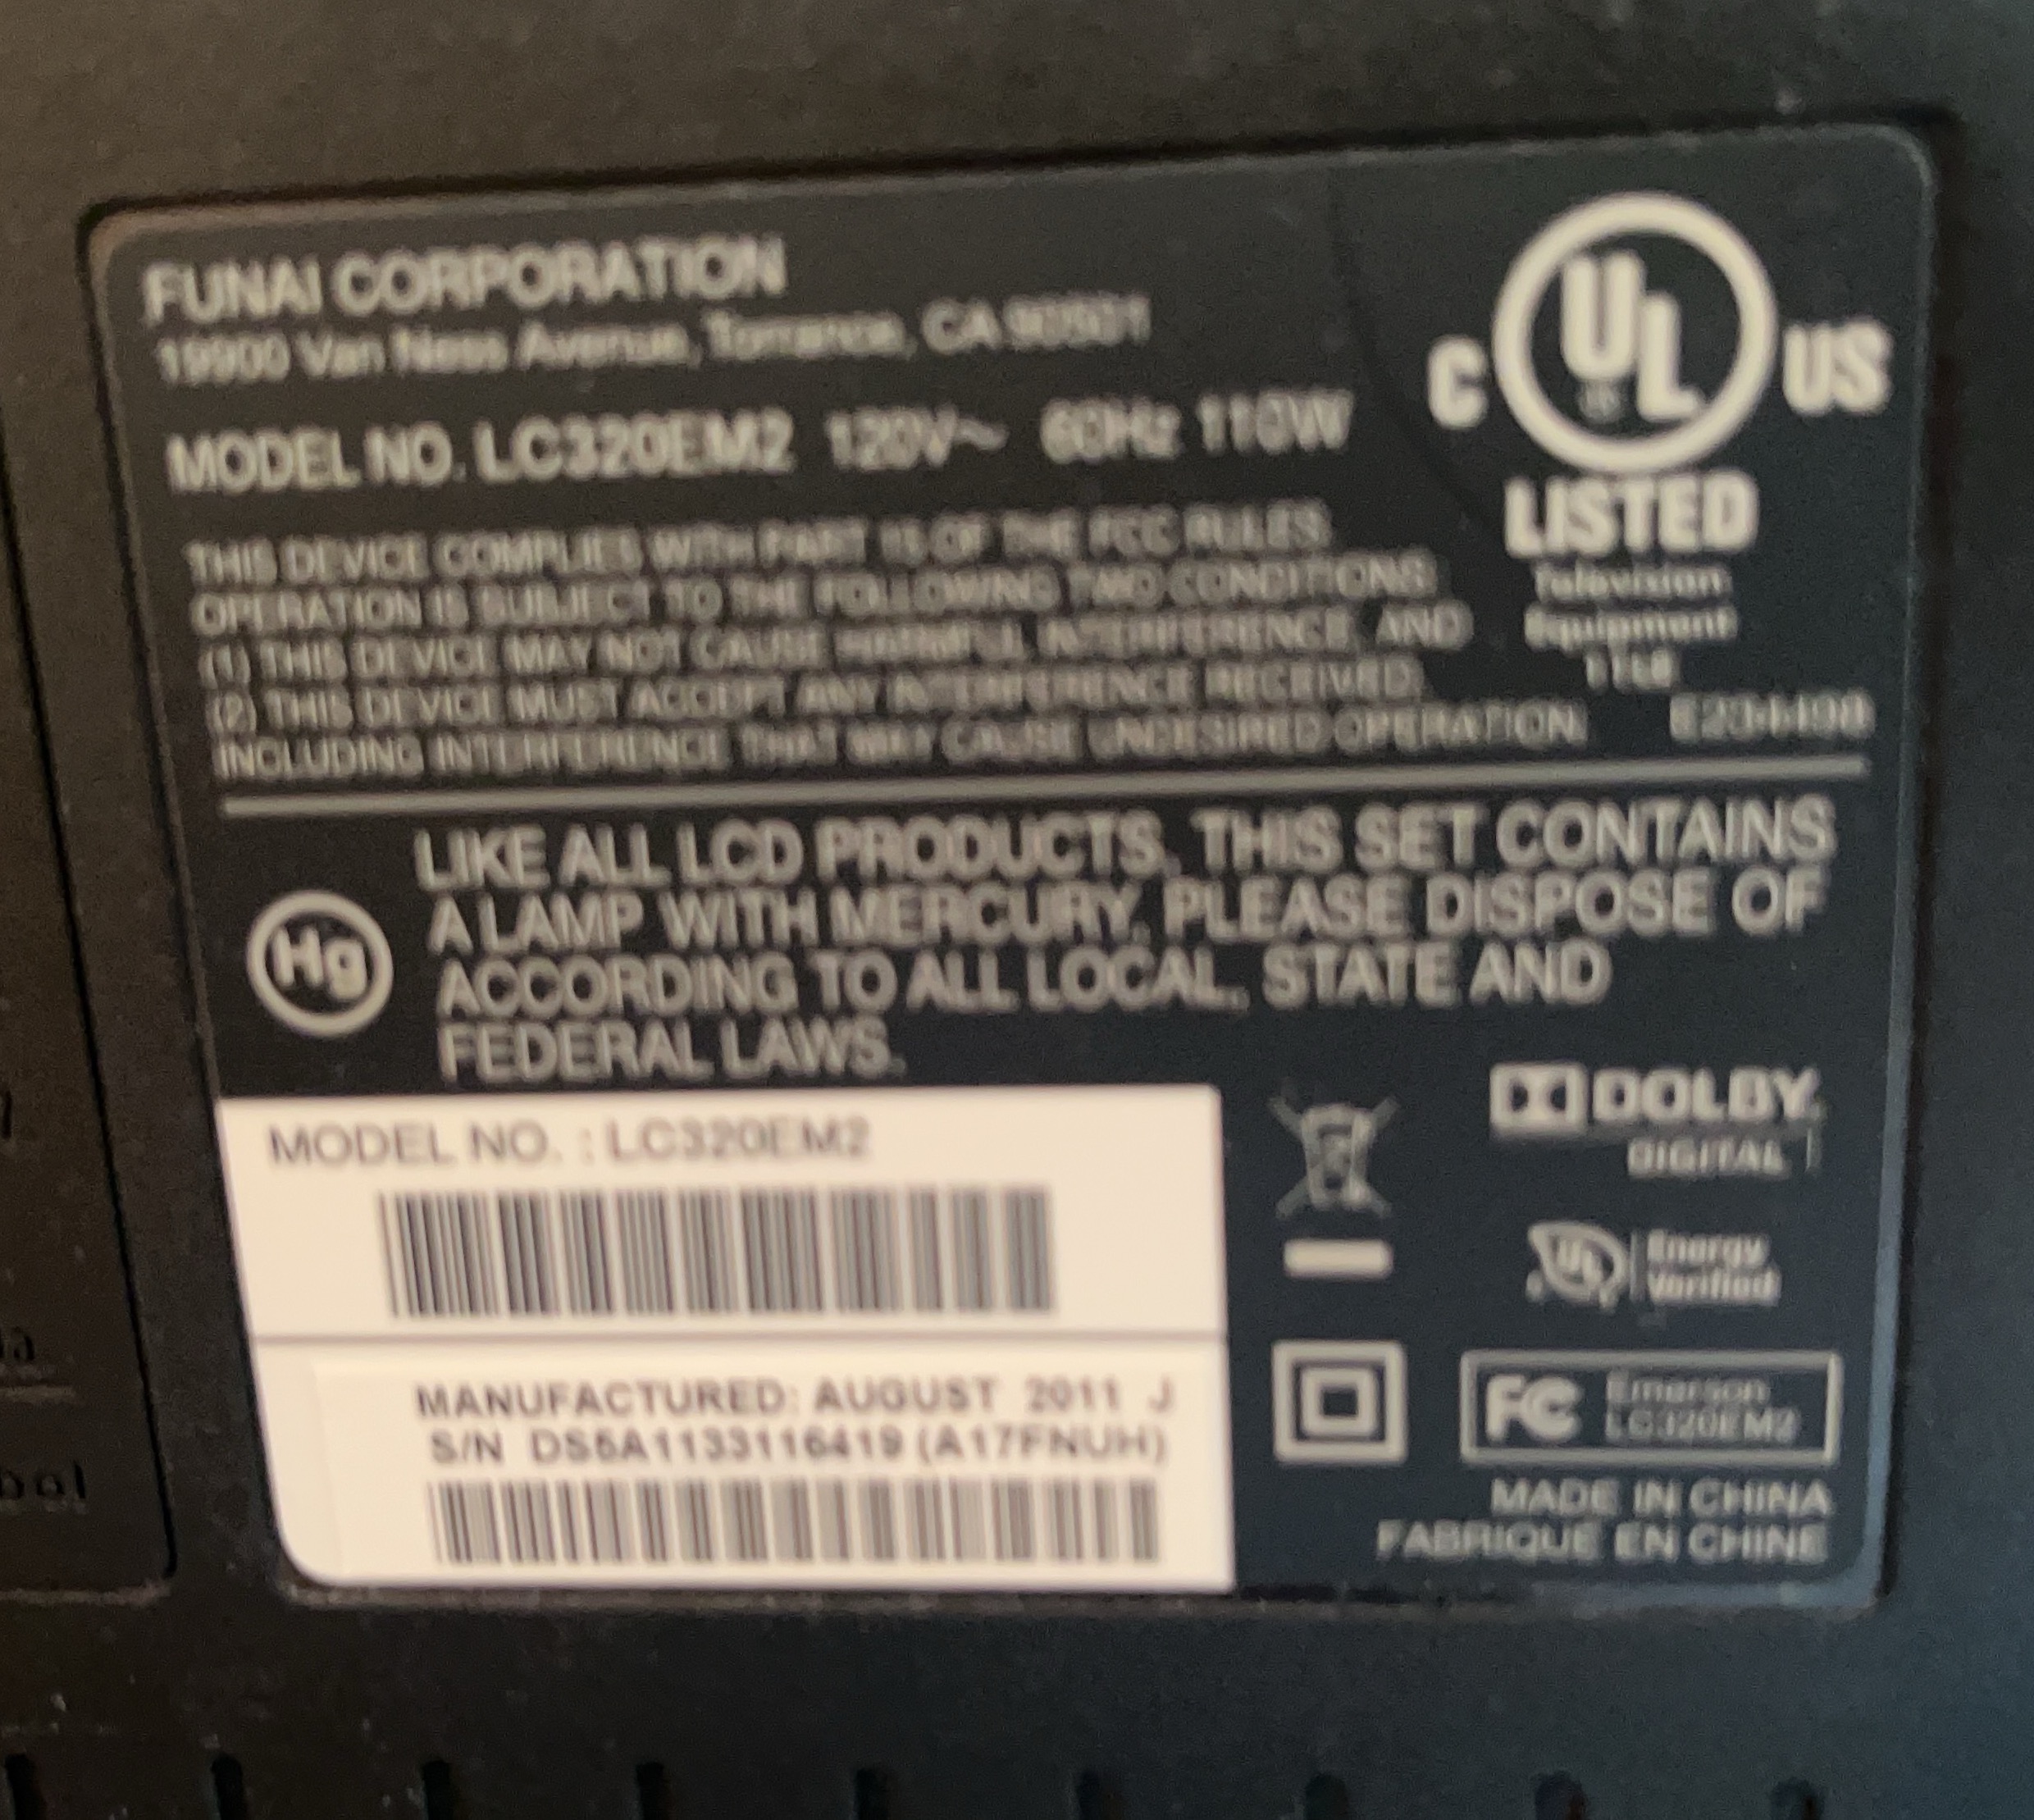 FUNAI CORPORATION
19900 Van Ness Avenue, Torrance, CA 90501
MODEL NO. LC320EM2 120V~ 60Hz 110W
THIS DEVICE COMPLIES WITH PART 15 OF THE FCC RULES.
OPERATION IS SUBJECT TO THE FOLLOWING TWO CONDITIONS:
(1) THIS DEVICE MAY NOT CAUSE HARMFUL INTERFERENCE, AND
(2) THIS DEVICE MUST ACCEPT ANY INTERFERENCE RECEIVED,
INCLUDING INTERFERENCE THAT MAY CAUSE UNDESIRED OPERATION.
C UL US
LISTED
Television
Equipment
11L8
LIKE ALL LCD PRODUCTS, THIS SET CONTAINS
Hg
A LAMP WITH MERCURY, PLEASE DISPOSE OF
ACCORDING TO ALL LOCAL, STATE AND
FEDERAL LAWS.
MODEL NO. : LC320EM2
MANUFACTURED: AUGUST 2011 J
S/N DS5A1133116419 (A17FNUH)
DOLBY
DIGITAL
UL Energy
Verified
FC Emerson
LC320EM2
MADE IN CHINA
FABRIQUE EN CHINE